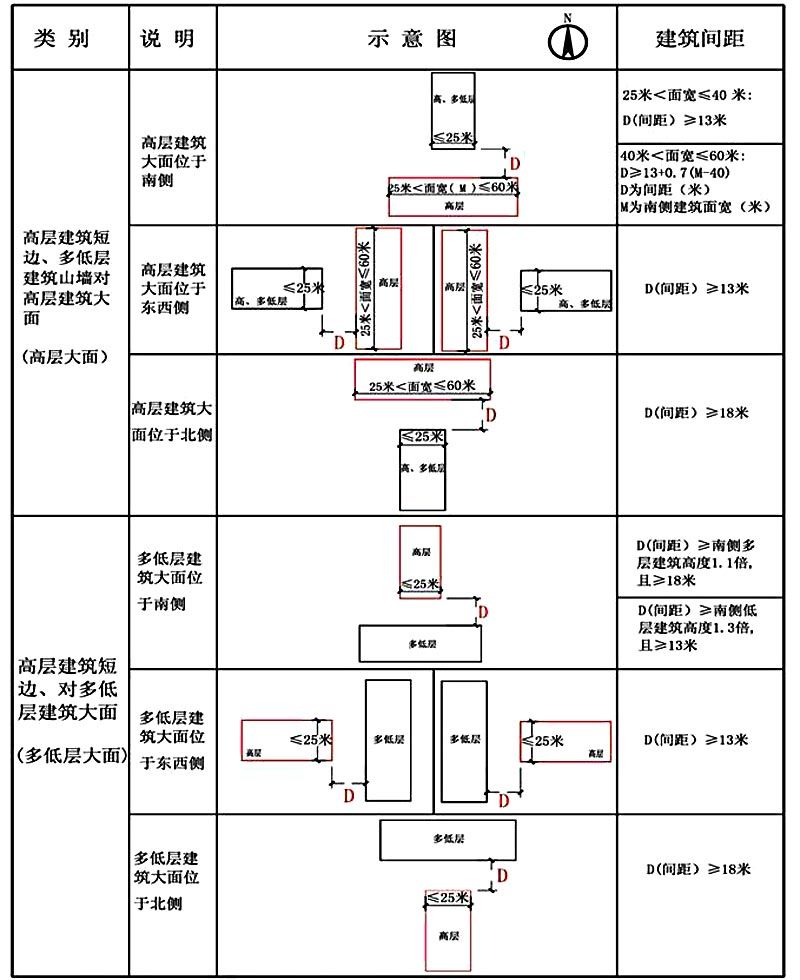 类 别
说 明
示 意 图
N
建筑间距
高层建筑短
边、多低层
建筑山墙对
高层建筑大
面
(高层大面)
高层建筑
大面位于
南侧
高、多低层
≤25米
D
25米<面宽(M)≤60米
高层
25米<面宽≤40 米:
D(间距)≥13米
40米<面宽≤60米:
D≥13+0.7(M-40)
D为间距(米)
M为南侧建筑面宽(米)
高层建筑
大面位于
东西侧
≤25米
高、多低层
D
25米<面宽≤60米
高层
高层
25米<面宽≤60米
D
≤25米
高、多低层
D(间距)≥13米
高层建筑大
面位于北侧
高层
25米<面宽≤60米
D
≤25米
高、多低层
D(间距)≥18米
高层建筑短
边、对多低
层建筑大面
(多低层大面)
多低层建
筑大面位
于南侧
高层
≤25米
D
多低层
D(间距)≥南侧多
层建筑高度1.1倍,
且≥18米
D(间距)≥南侧低
层建筑高度1.3倍,
且≥13米
多低层建
筑大面位
于东西侧
≤25米
高层
D
多低层
多低层
D
≤25米
高层
D(间距)≥13米
多低层建
筑大面位
于北侧
多低层
D
≤25米
高层
D(间距)≥18米